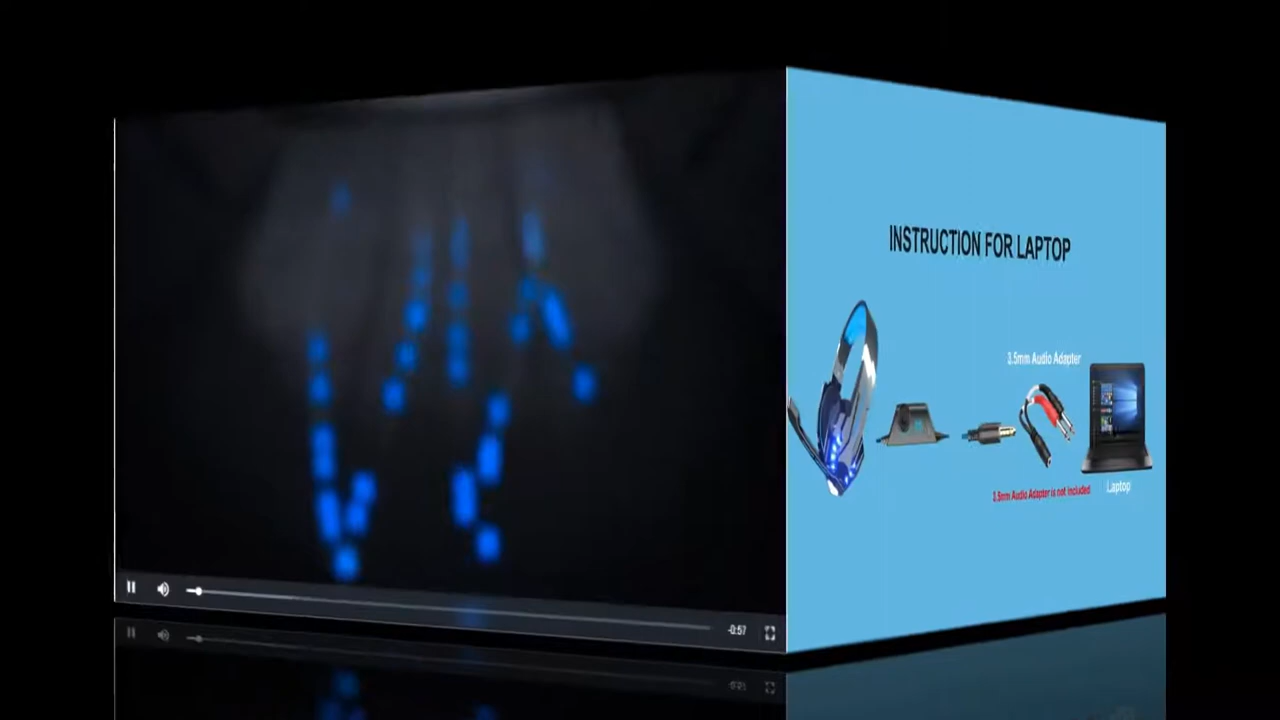 INSTRUCTION FOR LAPTOP
3.5mm Audio Adapter
3.5mm Audio Adapter is not included
Laptop
-0:57